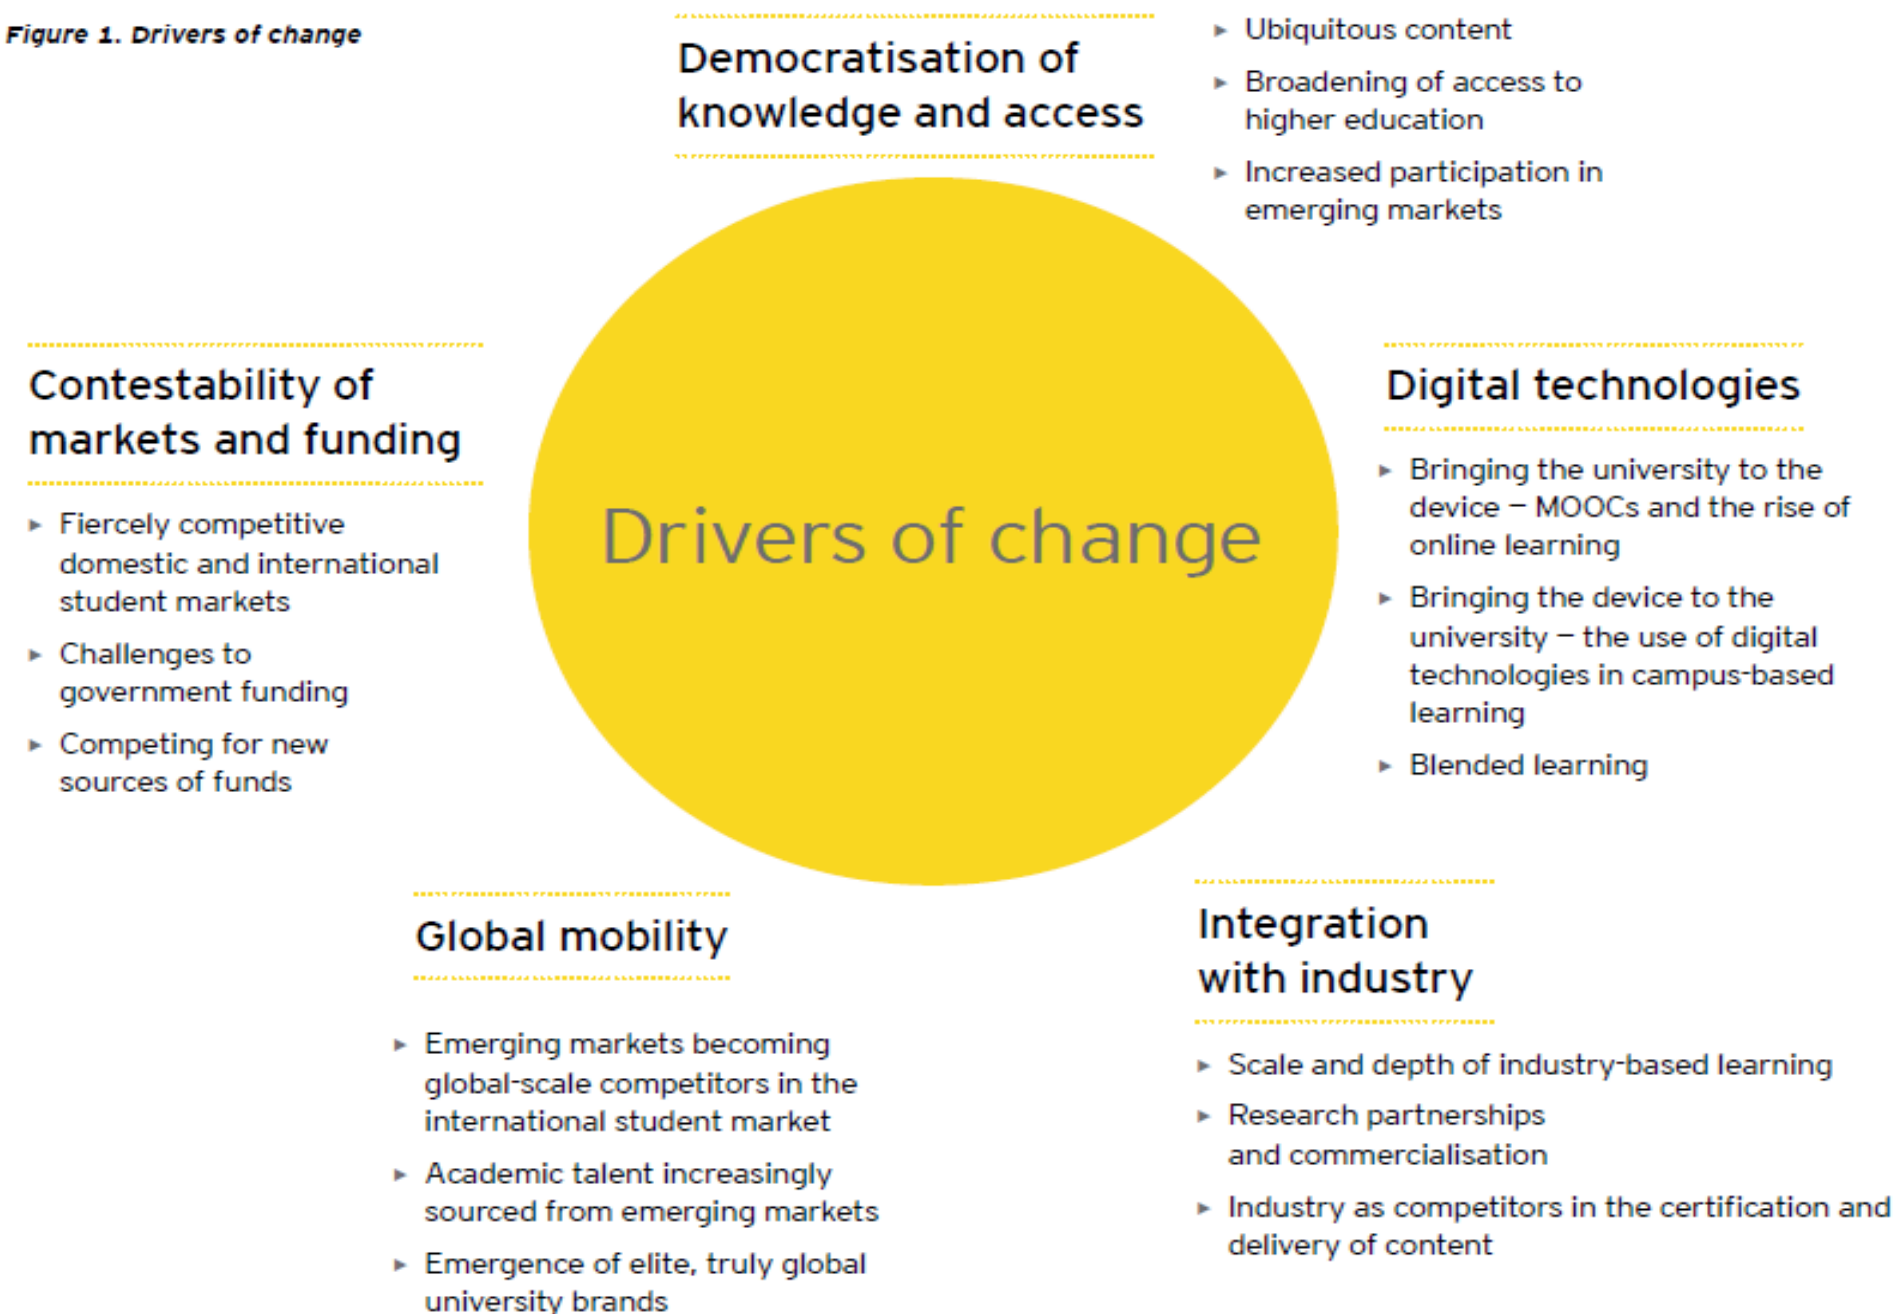 Figure 1. Drivers of change
Democratisation of
knowledge and access
▸ Ubiquitous content
▸ Broadening of access to
higher education
▸ Increased participation in
emerging markets
Contestability of
markets and funding
▸ Fiercely competitive
domestic and international
student markets
▸ Challenges to
government funding
▸ Competing for new
sources of funds
Drivers of change
Digital technologies
▸ Bringing the university to the
device – MOOCs and the rise of
online learning
▸ Bringing the device to the
university – the use of digital
technologies in campus-based
learning
▸ Blended learning
Global mobility
▸ Emerging markets becoming
global-scale competitors in the
international student market
▸ Academic talent increasingly
sourced from emerging markets
▸ Emergence of elite, truly global
university brands
Integration
with industry
▸ Scale and depth of industry-based learning
▸ Research partnerships
and commercialisation
▸ Industry as competitors in the certification and
delivery of content